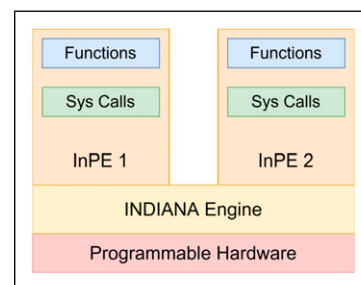 Functions
Functions
Sys Calls
Sys Calls
InPE 1
InPE 2
INDIANA Engine
Programmable Hardware